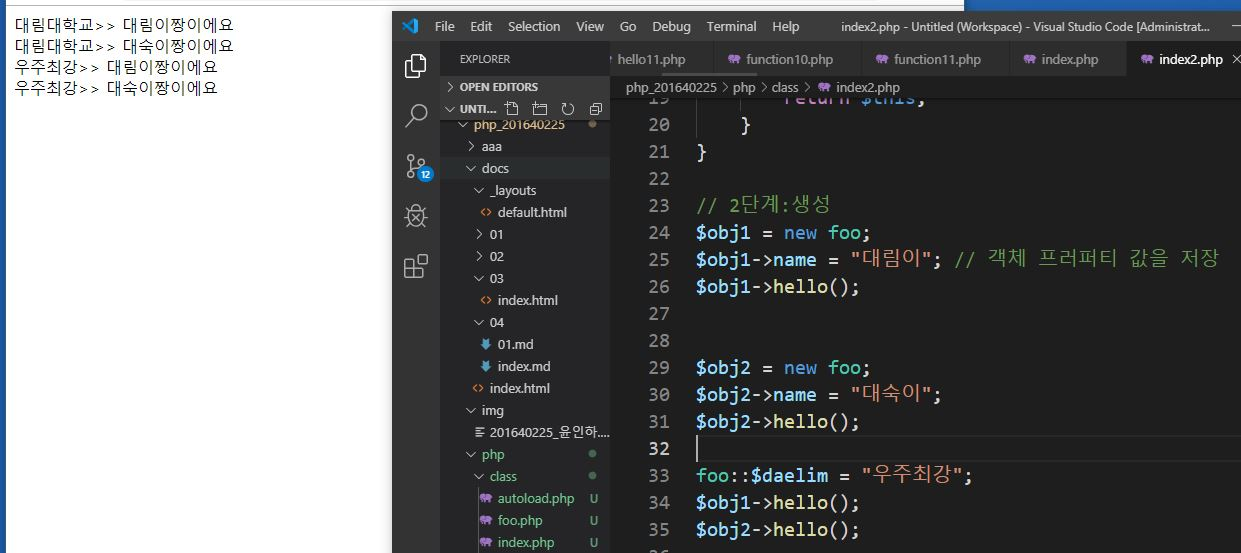 대림대학교>> 대림이짱이에요
대림대학교>> 대숙이짱이에요
우주최강>> 대림이짱이에요
우주최강>> 대숙이짱이에요
File Edit Selection View Go Debug Terminal Help index2.php - Untitled (Workspace) - Visual Studio Code [Administrat...
EXPLORER
OPEN EDITORS
UNTI...
php_201640225
aaa
docs
_layouts
default.html
01
02
03
index.html
04
01.md
index.md
index.html
img
201640225_윤인하....
php
class
autoload.php U
foo.php U
index.php U
12
hello11.php function10.php function11.php index.php index2.php
php_201640225 > php > class > index2.php
19 return $this;
20 }
21 }
22
23 // 2단계:생성
24 $obj1 = new foo;
25 $obj1->name = "대림이"; // 객체 프러퍼티 값을 저장
26 $obj1->hello();
27
28
29 $obj2 = new foo;
30 $obj2->name = "대숙이";
31 $obj2->hello();
32
33 foo::$daelim = "우주최강";
34 $obj1->hello();
35 $obj2->hello();